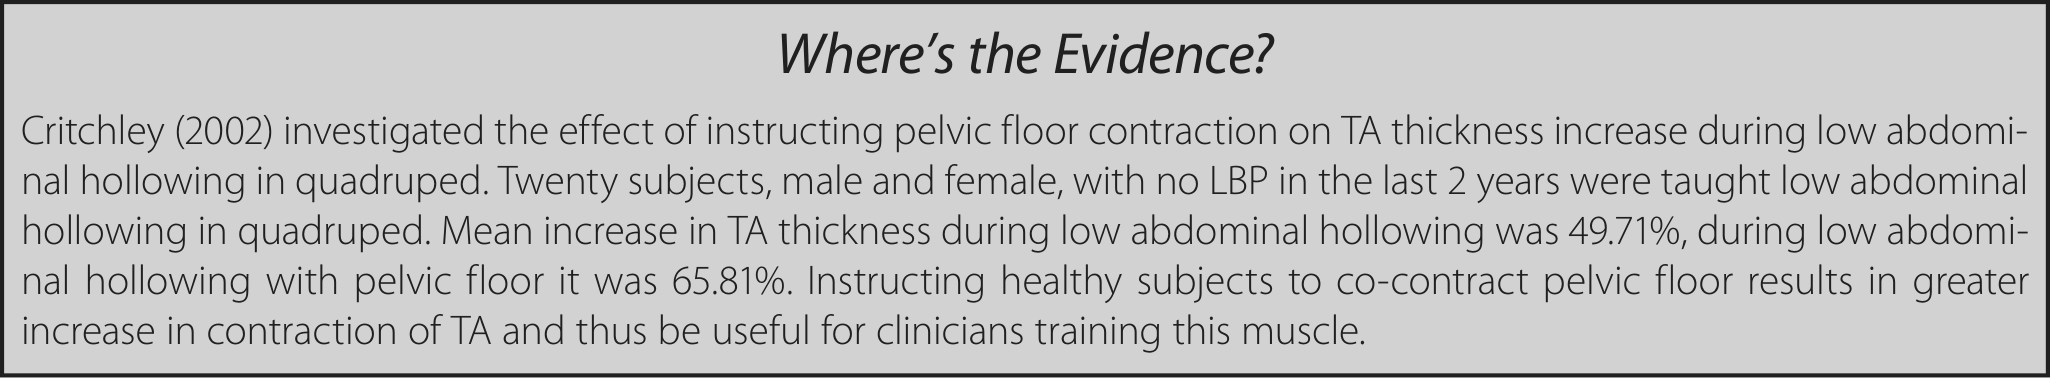 Where’s the Evidence?
Critchley (2002) investigated the effect of instructing pelvic floor contraction on TA thickness increase during low abdomi-
nal hollowing in quadruped. Twenty subjects, male and female, with no LBP in the last 2 years were taught low abdominal
hollowing in quadruped. Mean increase in TA thickness during low abdominal hollowing was 49.71%, during low abdomi-
nal hollowing with pelvic floor it was 65.81%. Instructing healthy subjects to co-contract pelvic floor results in greater
increase in contraction of TA and thus be useful for clinicians training this muscle.